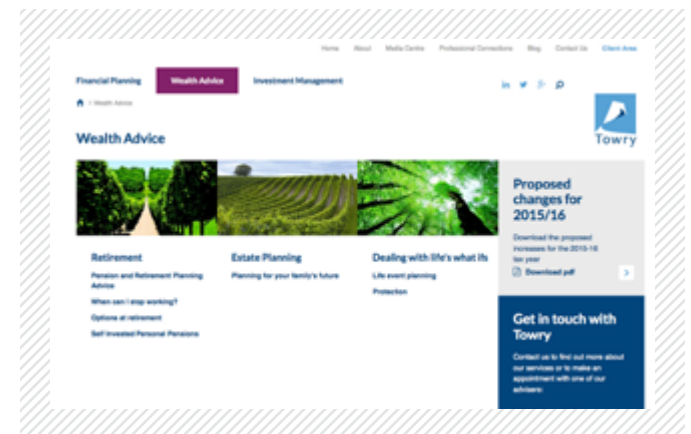 Home About Media Centre Professional Connections Blog Contact Us Client Area
Financial Planning Wealth Advice Investment Management
/ Wealth Advice
Towry
Wealth Advice
Proposed
changes for
2015/16
Download the proposed
increases for the 2015-16
tax year
Download pdf
Retirement
Pension and Retirement Planning
Advice
When can I stop working?
Options at retirement
Self Invested Personal Pensions
Estate Planning
Planning for your family's future
Dealing with life's what ifs
Life event planning
Protection
Get in touch with
Towry
Contact us to find out more about
our services or to make an
appointment with one of our
advisers: